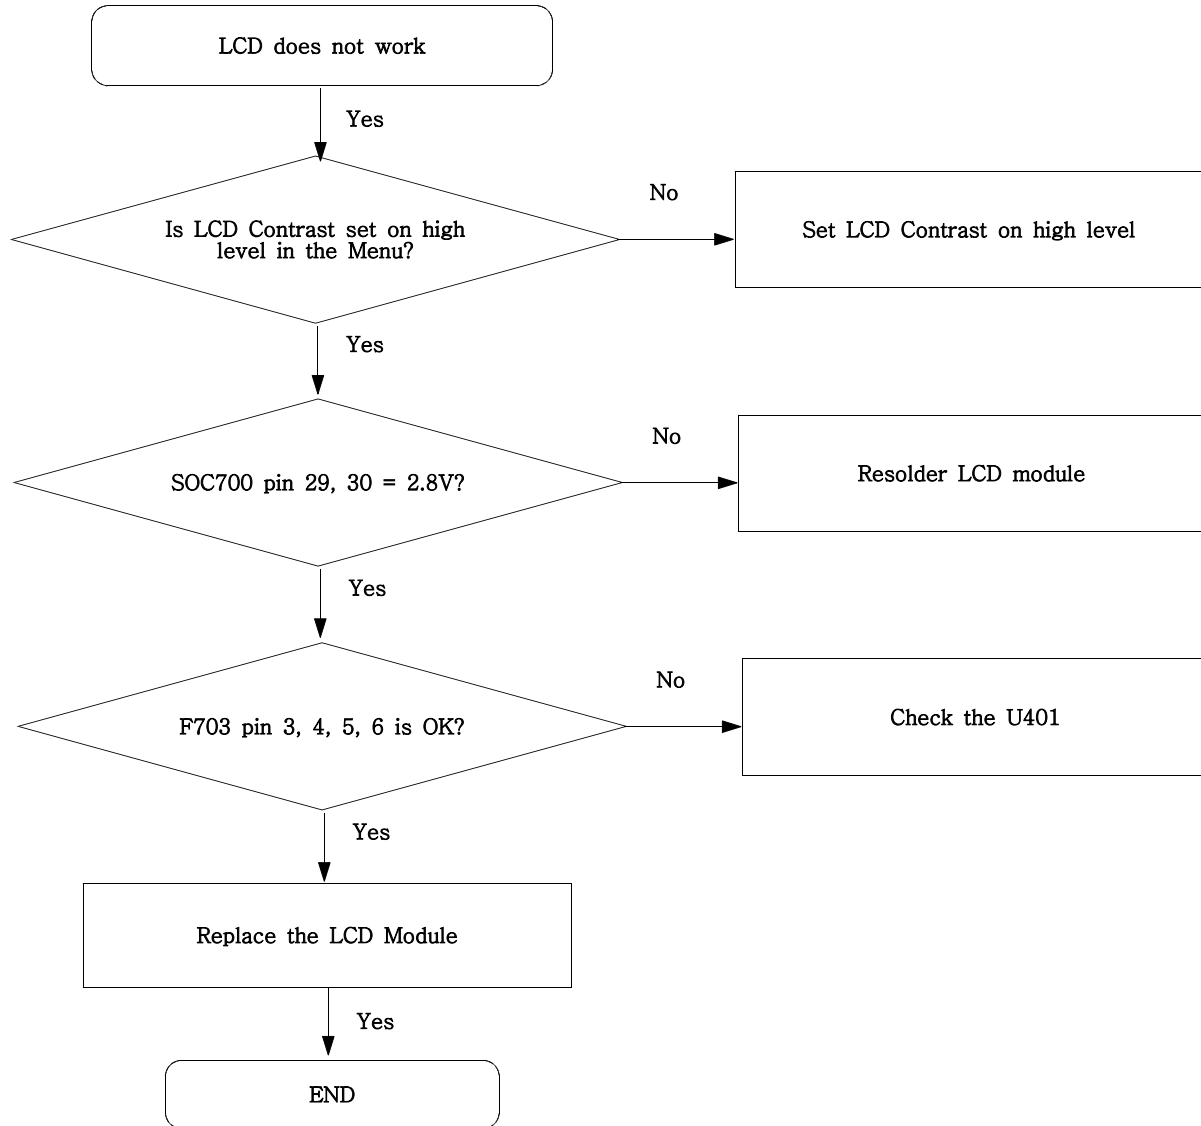 LCD does not work
Yes
Is LCD Contrast set on high
level in the Menu?
No
Set LCD Contrast on high level
Yes
SOC700 pin 29, 30 = 2.8V?
No
Resolder LCD module
Yes
F703 pin 3, 4, 5, 6 is OK?
No
Check the U401
Yes
Replace the LCD Module
Yes
END